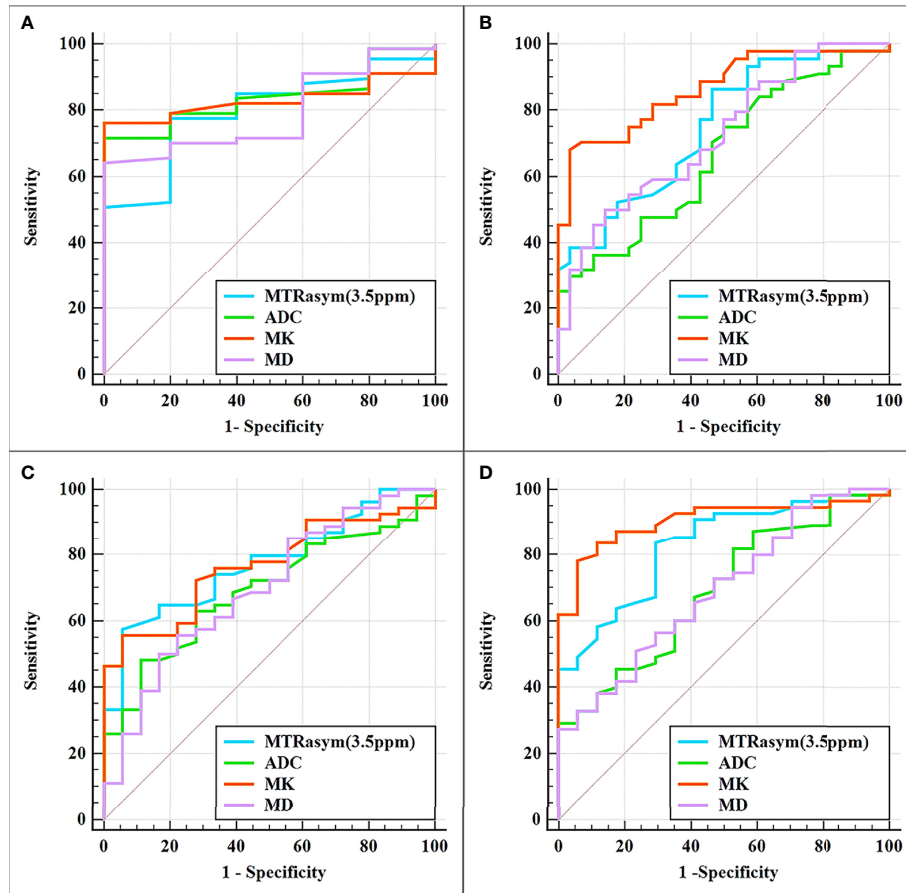 A
100
80
60
40
20
0
Sensitivity
MTRasym(3.5ppm)
ADC
MK
MD
0 20 40 60 80 100
1 - Specificity
B
100
80
60
40
20
0
Sensitivity
MTRasym(3.5ppm)
ADC
MK
MD
0 20 40 60 80 100
1 - Specificity
C
100
80
60
40
20
0
Sensitivity
MTRasym(3.5ppm)
ADC
MK
MD
0 20 40 60 80 100
1 - Specificity
D
100
80
60
40
20
0
Sensitivity
MTRasym(3.5ppm)
ADC
MK
MD
0 20 40 60 80 100
1 -Specificity